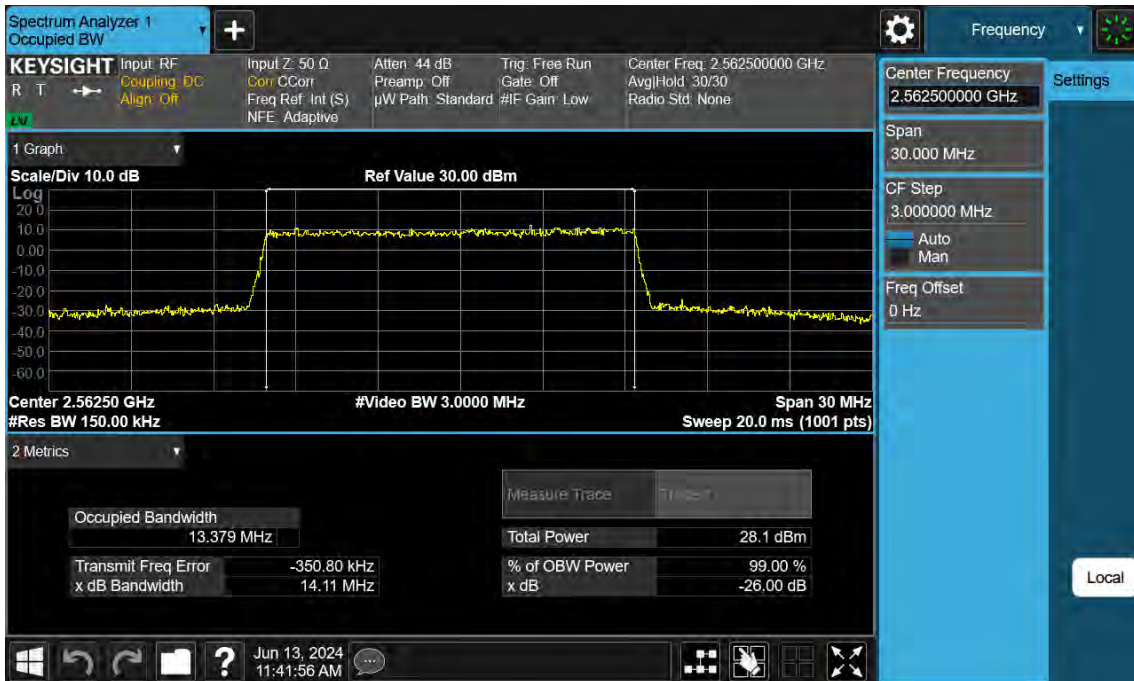 Spectrum Analyzer 1
Occupied BW
Frequency
KEYSIGHT
R T
Input: RF
Coupling: DC
Align: Off
Input Z: 50 Ω
Corr CCorr
Freq Ref: Int (S)
NFE: Adaptive
Atten: 44 dB
Preamp: Off
µW Path: Standard
Trig: Free Run
Gate: Off
#IF Gain: Low
Center Freq: 2.562500000 GHz
Avg|Hold: 30/30
Radio Std: None
Center Frequency
2.562500000 GHz
Settings
Span
30.000 MHz
CF Step
3.000000 MHz
Auto
Man
Freq Offset
0 Hz
Local
1 Graph
Scale/Div 10.0 dB
Ref Value 30.00 dBm
Log
20.0
10.0
0.00
-10.0
-20.0
-30.0
-40.0
-50.0
-60.0
Center 2.56250 GHz
#Video BW 3.0000 MHz
Span 30 MHz
#Res BW 150.00 kHz
Sweep 20.0 ms (1001 pts)
2 Metrics
Measure Trace
Occupied Bandwidth
13.379 MHz
Total Power 28.1 dBm
Transmit Freq Error -350.80 kHz
% of OBW Power 99.00 %
x dB Bandwidth 14.11 MHz
x dB -26.00 dB
Jun 13, 2024
11:41:56 AM